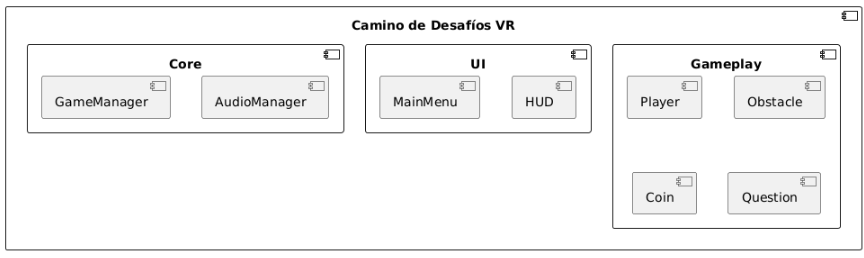 Camino de Desafíos VR
Core
GameManager
AudioManager
UI
MainMenu
HUD
Gameplay
Player
Obstacle
Coin
Question